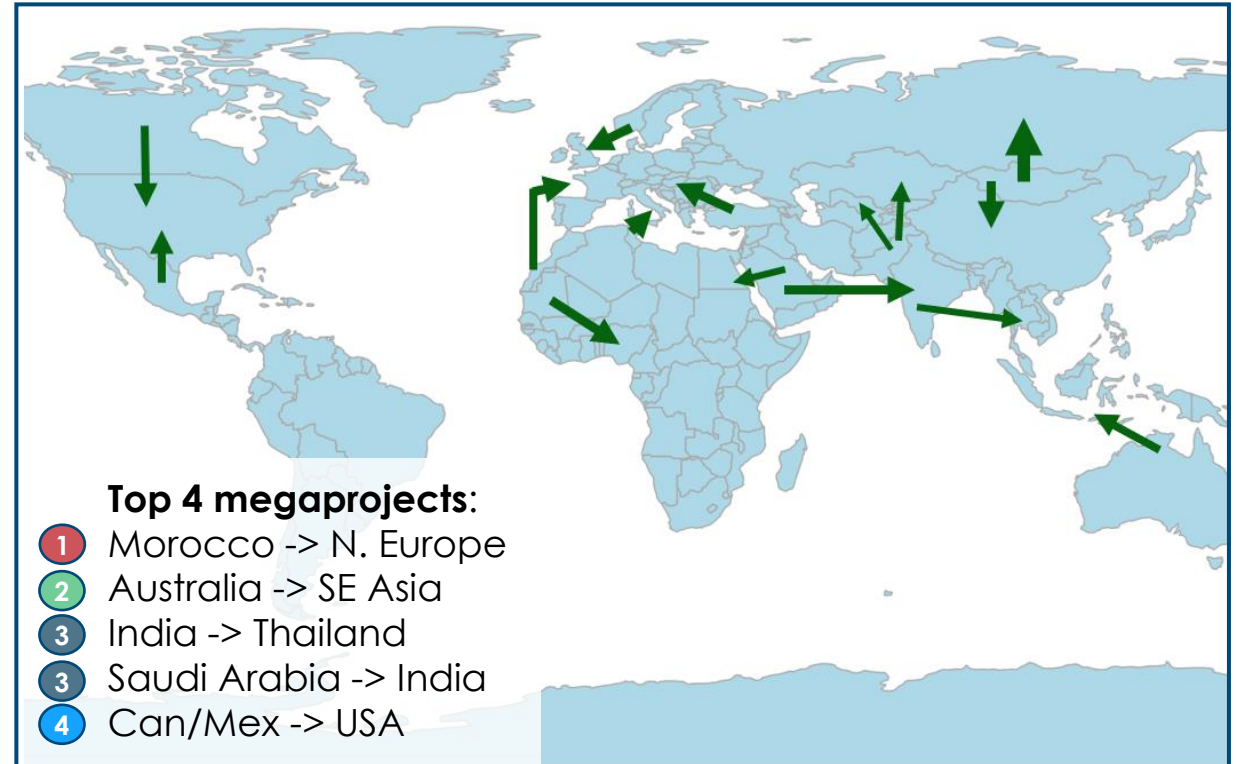 Top 4 megaprojects:
1 Morocco -> N. Europe
2 Australia -> SE Asia
3 India -> Thailand
3 Saudi Arabia -> India
4 Can/Mex -> USA